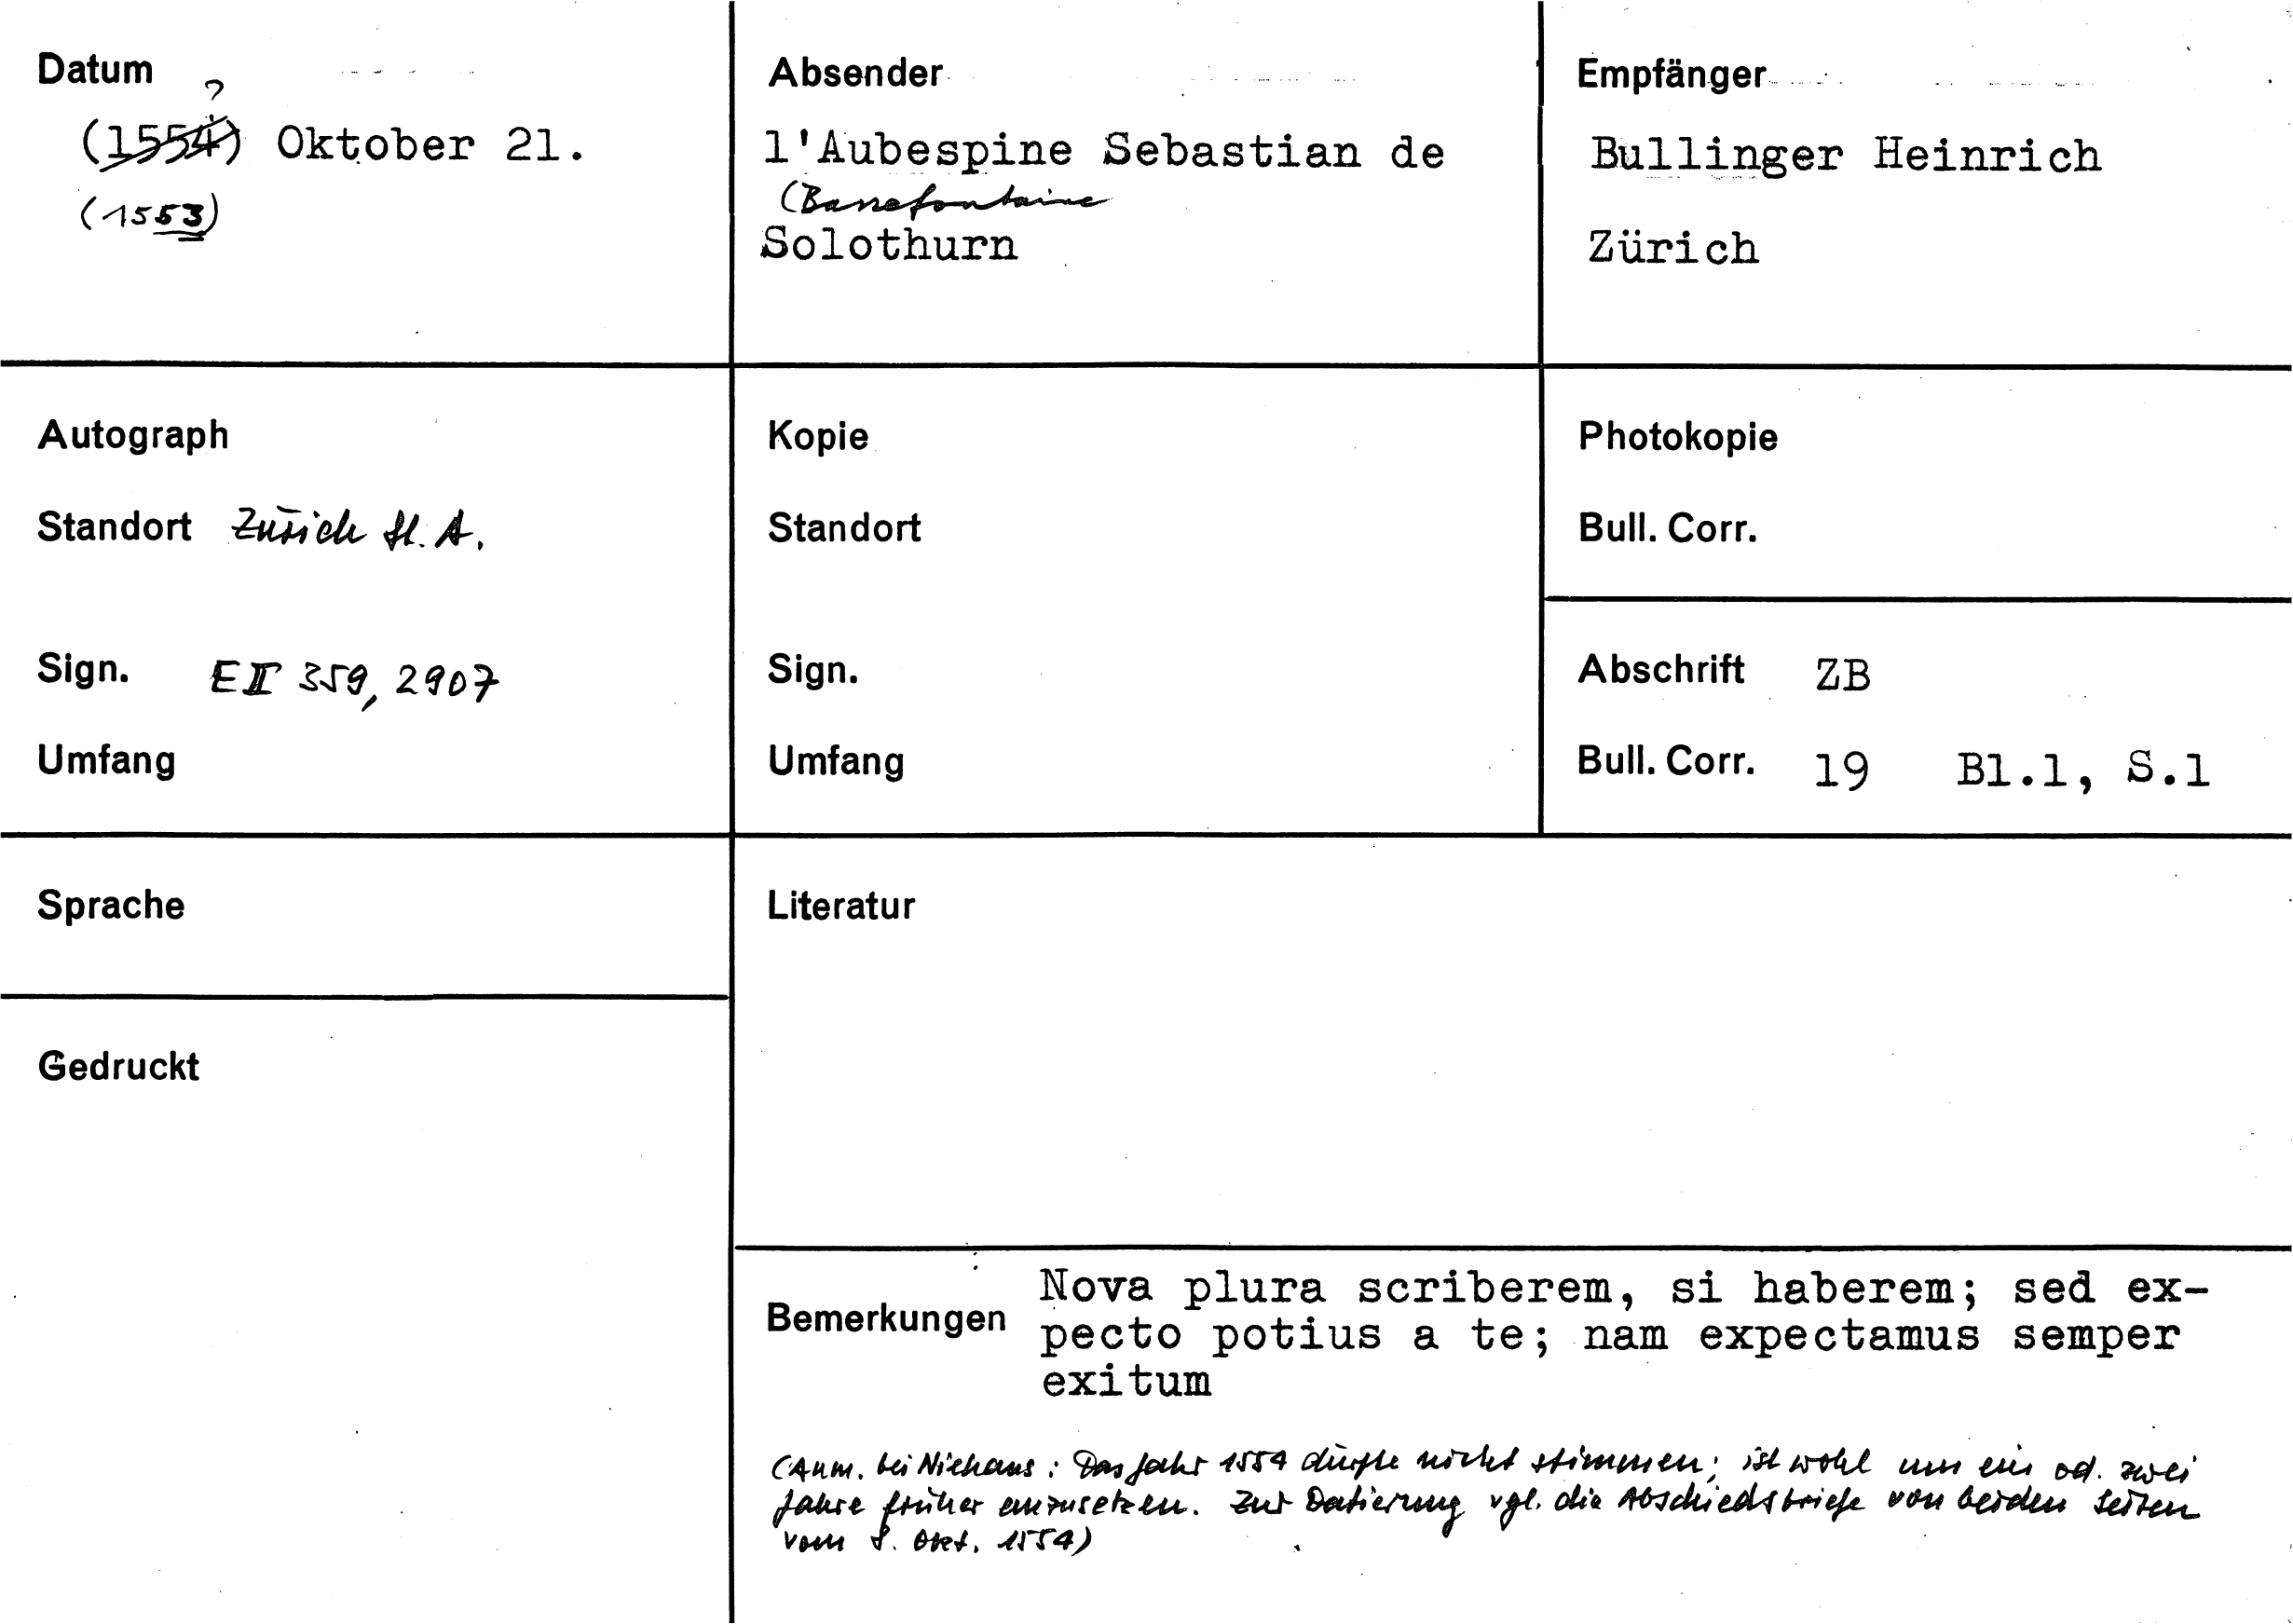 Datum
?
(1554) Oktober 21.
(1553)
Absender
l'Aubespine Sebastian de
(Bassefontaine
Solothurn
Empfänger
Bullinger Heinrich
Zürich
Autograph
Standort Zürich St. A.
Sign. E II 359, 2907
Umfang
Kopie
Standort
Sign.
Umfang
Photokopie
Bull. Corr.
Abschrift ZB
Bull. Corr. 19 Bl.1, S.1
Sprache
Gedruckt
Literatur
Bemerkungen
Nova plura scriberem, si haberem; sed ex-
pecto potius a te; nam expectamus semper
exitum
(Anm. bei Niehans: Das Jahr 1554 dürfte nicht stimmen; ist wohl um ein od. zwei
Jahre früher anzusetzen. Zur Datierung vgl. die Abschiedsbriefe von beiden Seiten
vom 8. Okt. 1554)